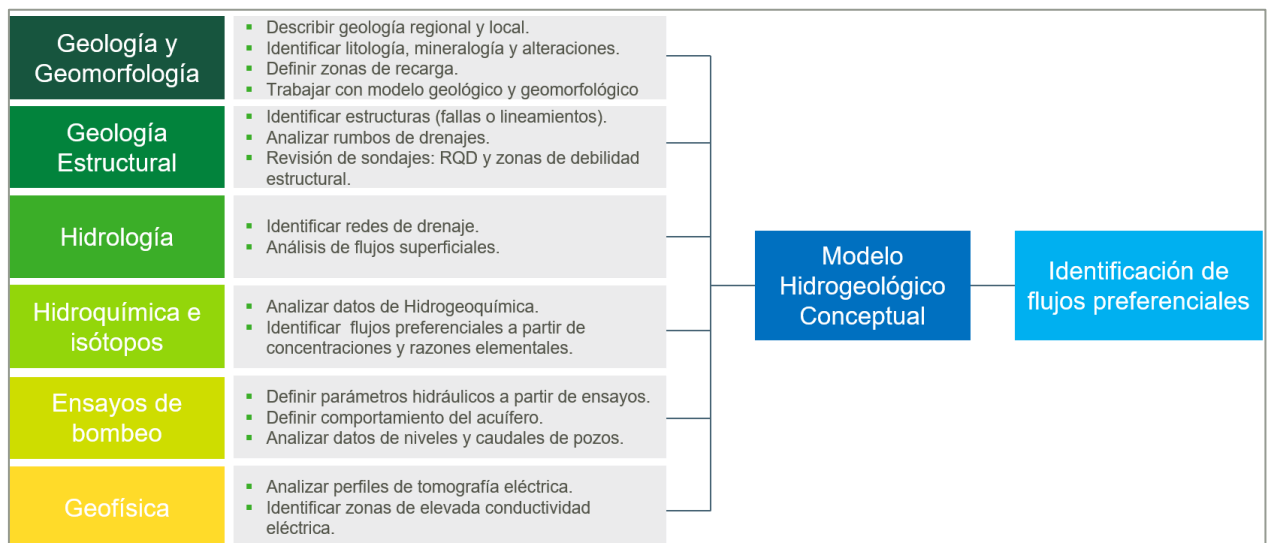 Geología y
Geomorfología
▪ Describir geología regional y local.
▪ Identificar litología, mineralogía y alteraciones.
▪ Definir zonas de recarga.
▪ Trabajar con modelo geológico y geomorfológico
Geología
Estructural
▪ Identificar estructuras (fallas o lineamientos).
▪ Analizar rumbos de drenajes.
▪ Revisión de sondajes: RQD y zonas de debilidad
estructural.
Hidrología
▪ Identificar redes de drenaje.
▪ Análisis de flujos superficiales.
Hidroquímica e
isótopos
▪ Analizar datos de Hidrogeoquímica.
▪ Identificar flujos preferenciales a partir de
concentraciones y razones elementales.
Ensayos de
bombeo
▪ Definir parámetros hidráulicos a partir de ensayos.
▪ Definir comportamiento del acuífero.
▪ Analizar datos de niveles y caudales de pozos.
Geofísica
▪ Analizar perfiles de tomografía eléctrica.
▪ Identificar zonas de elevada conductividad
eléctrica.
Modelo
Hidrogeológico
Conceptual
Identificación de
flujos preferenciales